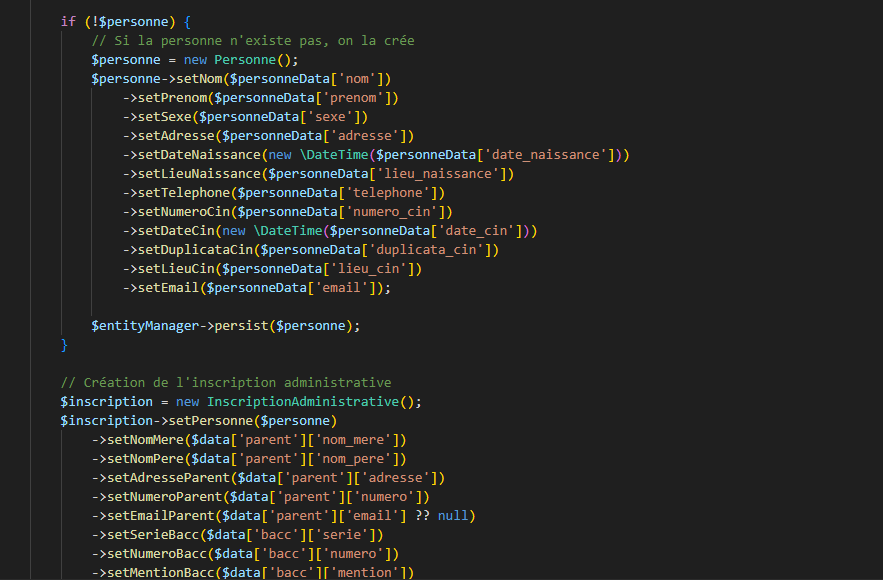 if (!$personne) {
// Si la personne n'existe pas, on la crée
$personne = new Personne();
$personne->setNom($personneData['nom'])
->setPrenom($personneData['prenom'])
->setSexe($personneData['sexe'])
->setAdresse($personneData['adresse'])
->setDateNaissance(new \DateTime($personneData['date_naissance']))
->setLieuNaissance($personneData['lieu_naissance'])
->setTelephone($personneData['telephone'])
->setNumeroCin($personneData['numero_cin'])
->setDateCin(new \DateTime($personneData['date_cin']))
->setDuplicataCin($personneData['duplicata_cin'])
->setLieuCin($personneData['lieu_cin'])
->setEmail($personneData['email']);
$entityManager->persist($personne);
}
// Création de l'inscription administrative
$inscription = new InscriptionAdministrative();
$inscription->setPersonne($personne)
->setNomMere($data['parent']['nom_mere'])
->setNomPere($data['parent']['nom_pere'])
->setAdresseParent($data['parent']['adresse'])
->setNumeroParent($data['parent']['numero'])
->setEmailParent($data['parent']['email'] ?? null)
->setSerieBacc($data['bacc']['serie'])
->setNumeroBacc($data['bacc']['numero'])
->setMentionBacc($data['bacc']['mention'])